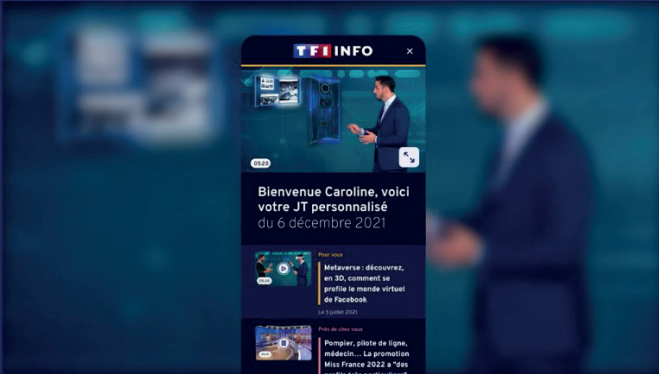 TF1 INFO
×
05:20
Bienvenue Caroline, voici
votre JT personnalisé
du 6 décembre 2021
Pour vous
Metaverse : découvrez,
en 3D, comment se
profile le monde virtuel
de Facebook
Le 5 juillet 2021
Près de chez vous
Pompier, pilote de ligne,
médecin... La promotion
Miss France 2022 a "des